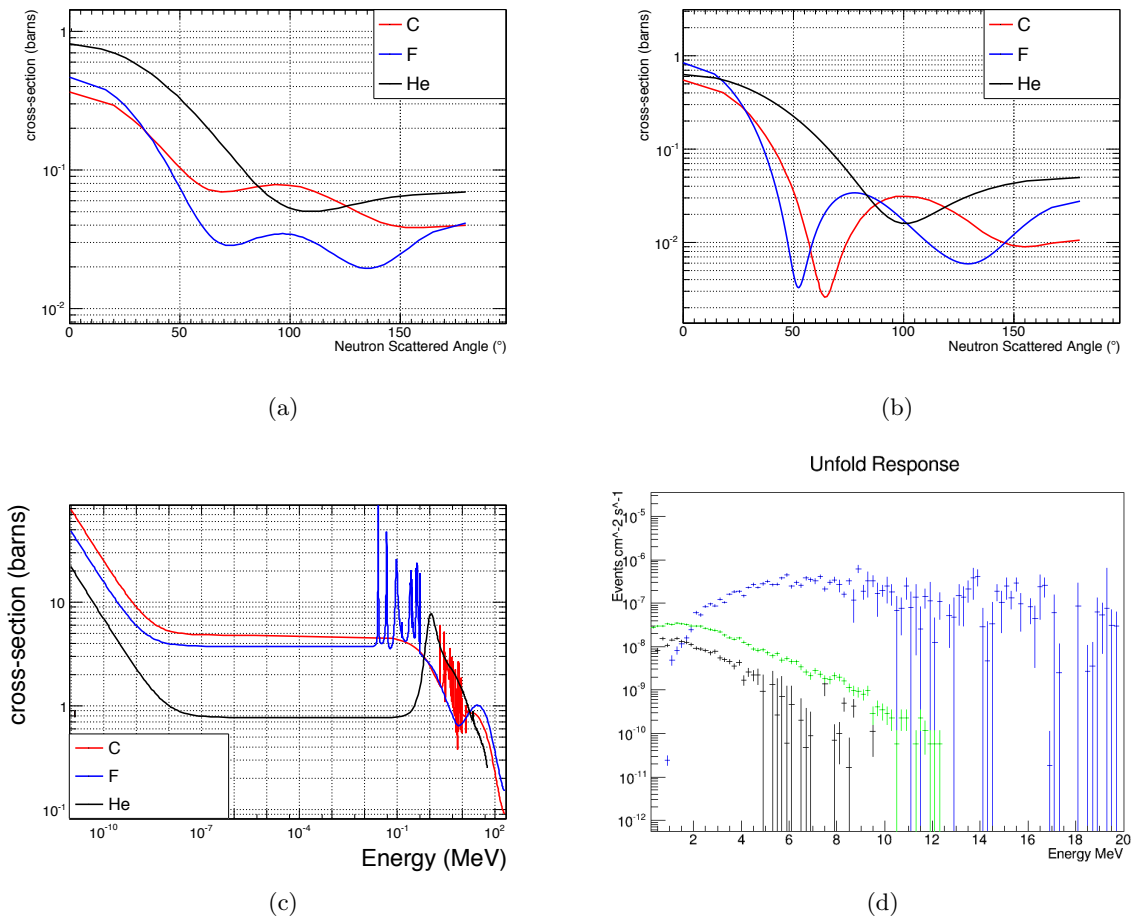 cross-section (barns)
1
10^-1
10^-2
0 50 100 150
Neutron Scattered Angle (°)
C
F
He
(a)
cross-section (barns)
1
10^-1
10^-2
0 50 100 150
Neutron Scattered Angle (°)
C
F
He
(b)
cross-section (barns)
10
1
10^-1
10^-10 10^-7 10^-4 10^-1 10^2
Energy (MeV)
C
F
He
(c)
Unfold Response
Events cm^-2 s^-1
10^-5
10^-6
10^-7
10^-8
10^-9
10^-10
10^-11
10^-12
2 4 6 8 10 12 14 16 18 20
Energy MeV
(d)